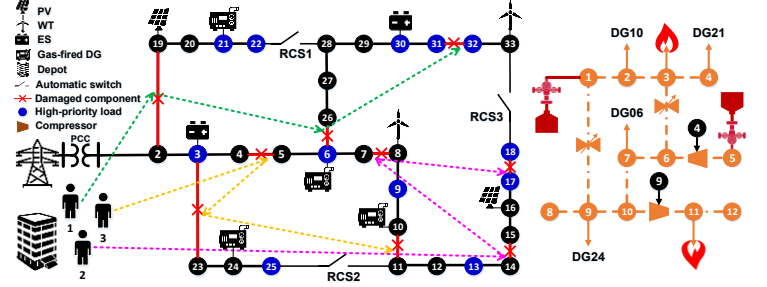 PV
WT
ES
Gas-fired DG
Depot
Automatic switch
Damaged component
High-priority load
Compressor
PCC
1
3
2
19 20 21 22 RCS1 28 29 30 31 32 33
27
26
RCS3
2 3 4 5 6 7 8
18
17
9
16
10
15
23 24 25 RCS2 11 12 13 14
DG10 DG21
1 2 3 4
DG06
4
7 6 5
9
8 9 10 11 12
DG24